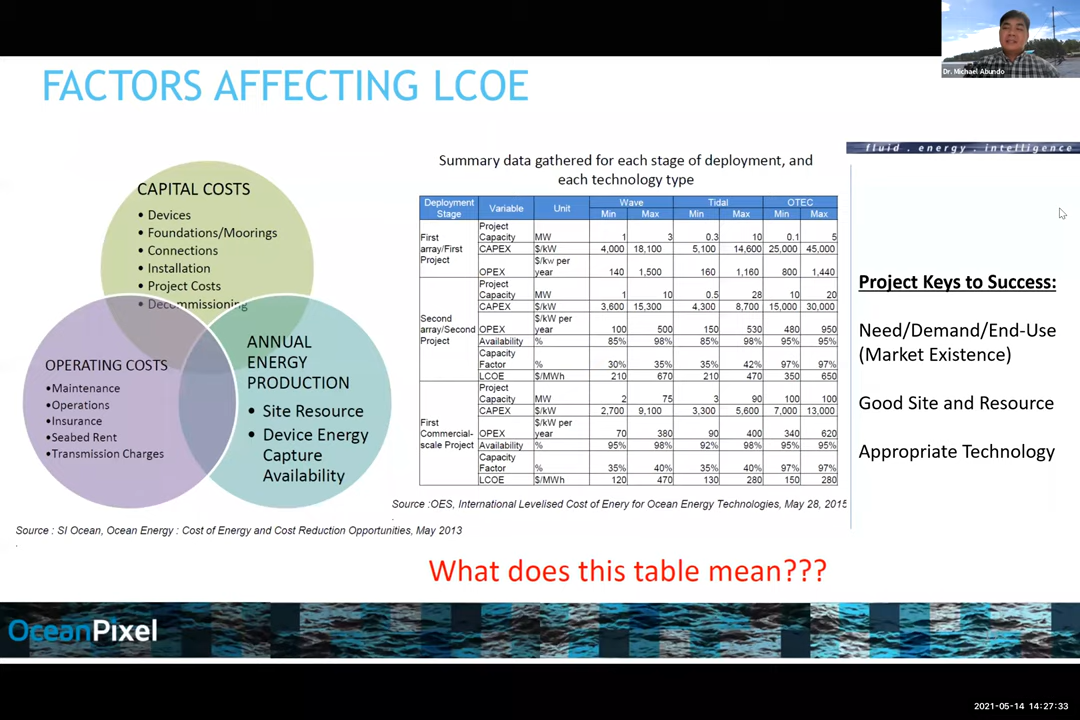 FACTORS AFFECTING LCOE
Dr. Michael Abundo
fluid . energy . intelligence
CAPITAL COSTS
• Devices
• Foundations/Moorings
• Connections
• Installation
• Project Costs
• Decommissioning
OPERATING COSTS
•Maintenance
•Operations
•Insurance
•Seabed Rent
•Transmission Charges
ANNUAL
ENERGY
PRODUCTION
• Site Resource
• Device Energy
Capture
Availability
Source : SI Ocean, Ocean Energy : Cost of Energy and Cost Reduction Opportunities, May 2013
.
Summary data gathered for each stage of deployment, and
each technology type
Deployment Stage Variable Unit Wave Tidal OTEC
Min Max Min Max Min Max
First array/First Project
Project Capacity MW 1 3 0.3 10 0.1 5
CAPEX $/kW 4,000 18,100 5,100 14,600 25,000 45,000
OPEX $/kw per year 140 1,500 160 1,160 800 1,440
Second array/Second Project
Project Capacity MW 1 10 0.5 28 10 20
CAPEX $/kW 3,600 15,300 4,300 8,700 15,000 30,000
OPEX $/kW per year 100 500 150 530 480 950
Availability % 85% 98% 85% 98% 95% 95%
Capacity Factor % 30% 35% 35% 42% 97% 97%
LCOE $/MWh 210 670 210 470 350 650
First Commercial-scale Project
Project Capacity MW 2 75 3 90 100 100
CAPEX $/kW 2,700 9,100 3,300 5,600 7,000 13,000
OPEX $/kW per year 70 380 90 400 340 620
Availability % 95% 98% 92% 98% 95% 95%
Capacity Factor % 35% 40% 35% 40% 97% 97%
LCOE $/MWh 120 470 130 280 150 280
Source :OES, International Levelised Cost of Enery for Ocean Energy Technologies, May 28, 2015
.
Project Keys to Success:
Need/Demand/End-Use
(Market Existence)
Good Site and Resource
Appropriate Technology
What does this table mean???
OceanPixel
2021-05-14 14:27:33